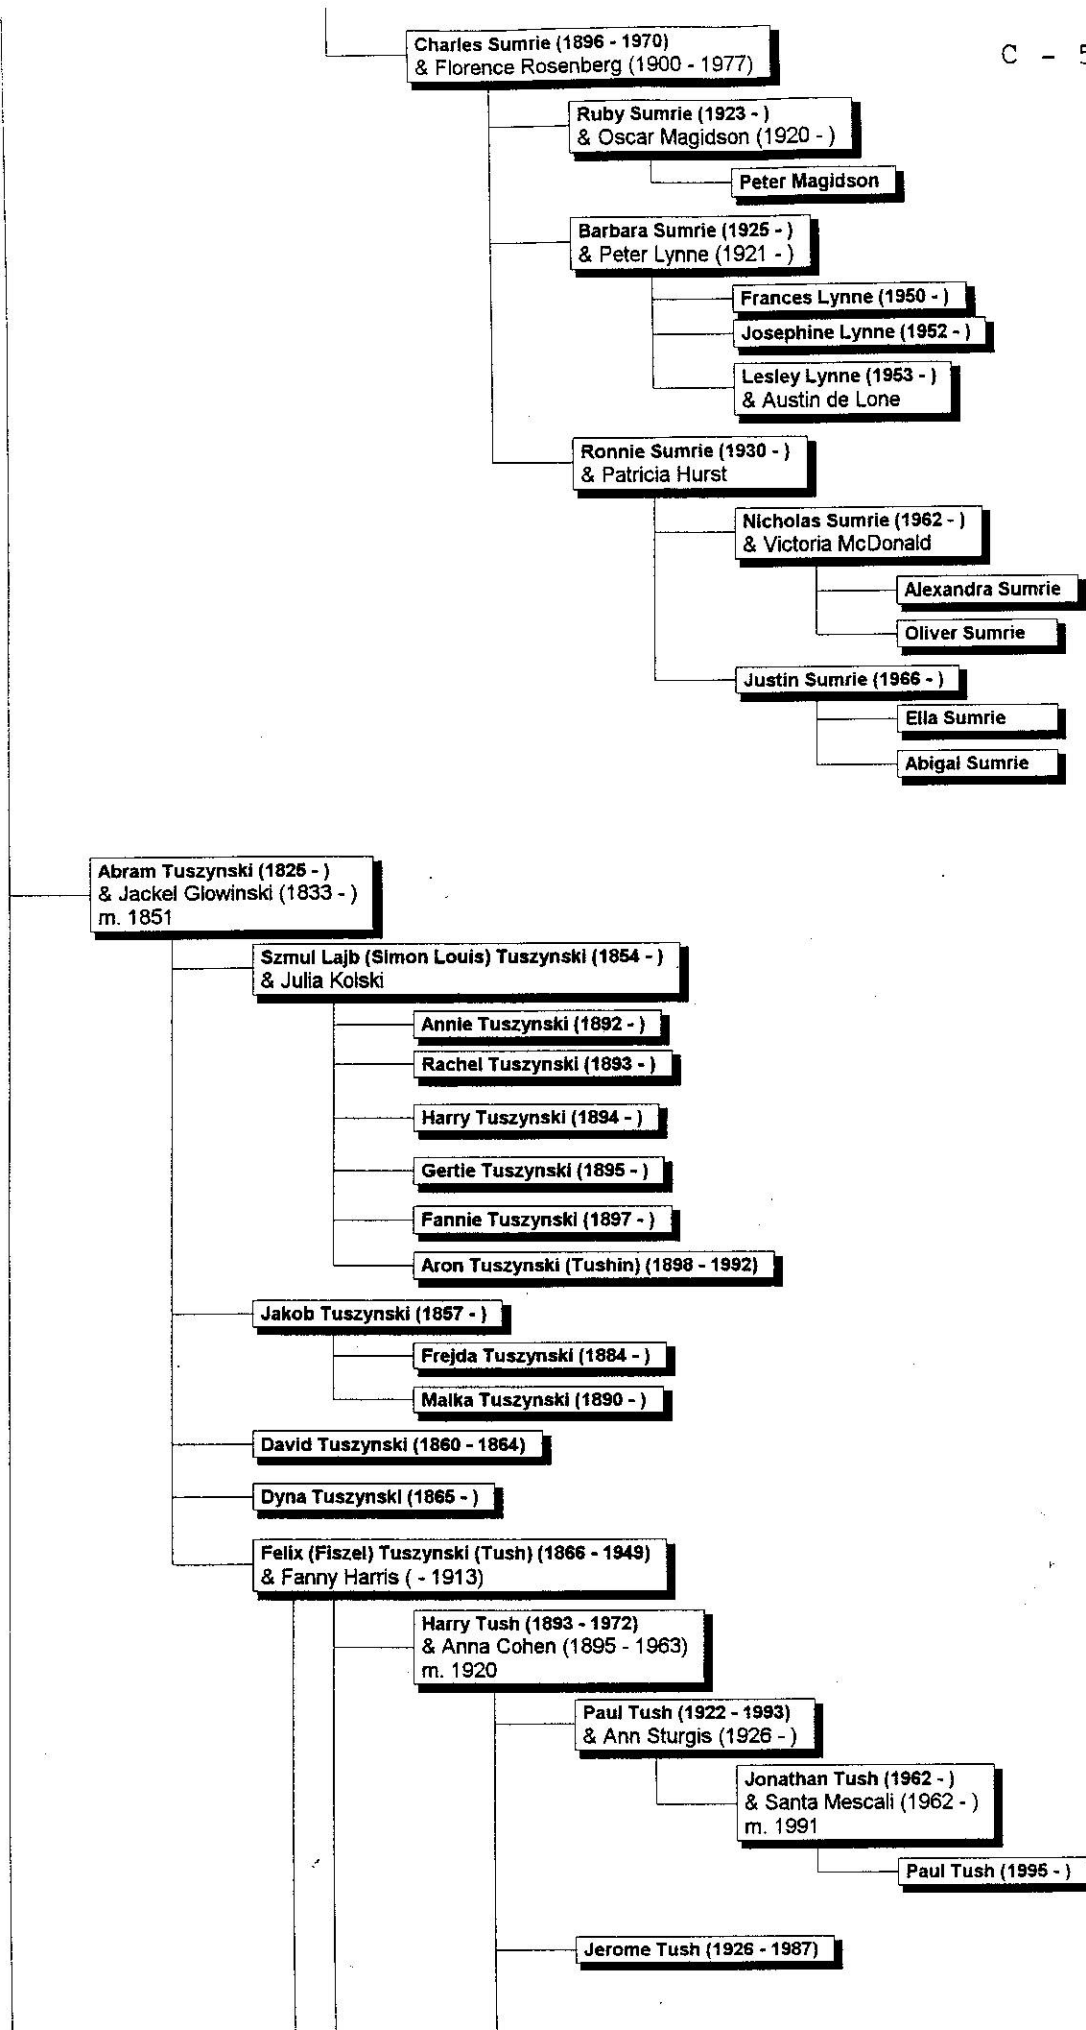 C - 5
Charles Sumrie (1896 - 1970)
& Florence Rosenberg (1900 - 1977)
Ruby Sumrie (1923 - )
& Oscar Magidson (1920 - )
Peter Magidson
Barbara Sumrie (1925 - )
& Peter Lynne (1921 - )
Frances Lynne (1950 - )
Josephine Lynne (1952 - )
Lesley Lynne (1953 - )
& Austin de Lone
Ronnie Sumrie (1930 - )
& Patricia Hurst
Nicholas Sumrie (1962 - )
& Victoria McDonald
Alexandra Sumrie
Oliver Sumrie
Justin Sumrie (1966 - )
Ella Sumrie
Abigal Sumrie
Abram Tuszynski (1825 - )
& Jackel Glowinski (1833 - )
m. 1851
Szmul Lajb (Simon Louis) Tuszynski (1854 - )
& Julia Kolski
Annie Tuszynski (1892 - )
Rachel Tuszynski (1893 - )
Harry Tuszynski (1894 - )
Gertie Tuszynski (1895 - )
Fannie Tuszynski (1897 - )
Aron Tuszynski (Tushin) (1898 - 1992)
Jakob Tuszynski (1857 - )
Frejda Tuszynski (1884 - )
Malka Tuszynski (1890 - )
David Tuszynski (1860 - 1864)
Dyna Tuszynski (1865 - )
Felix (Fiszel) Tuszynski (Tush) (1866 - 1949)
& Fanny Harris ( - 1913)
Harry Tush (1893 - 1972)
& Anna Cohen (1895 - 1963)
m. 1920
Paul Tush (1922 - 1993)
& Ann Sturgis (1926 - )
Jonathan Tush (1962 - )
& Santa Mescali (1962 - )
m. 1991
Paul Tush (1995 - )
Jerome Tush (1926 - 1987)